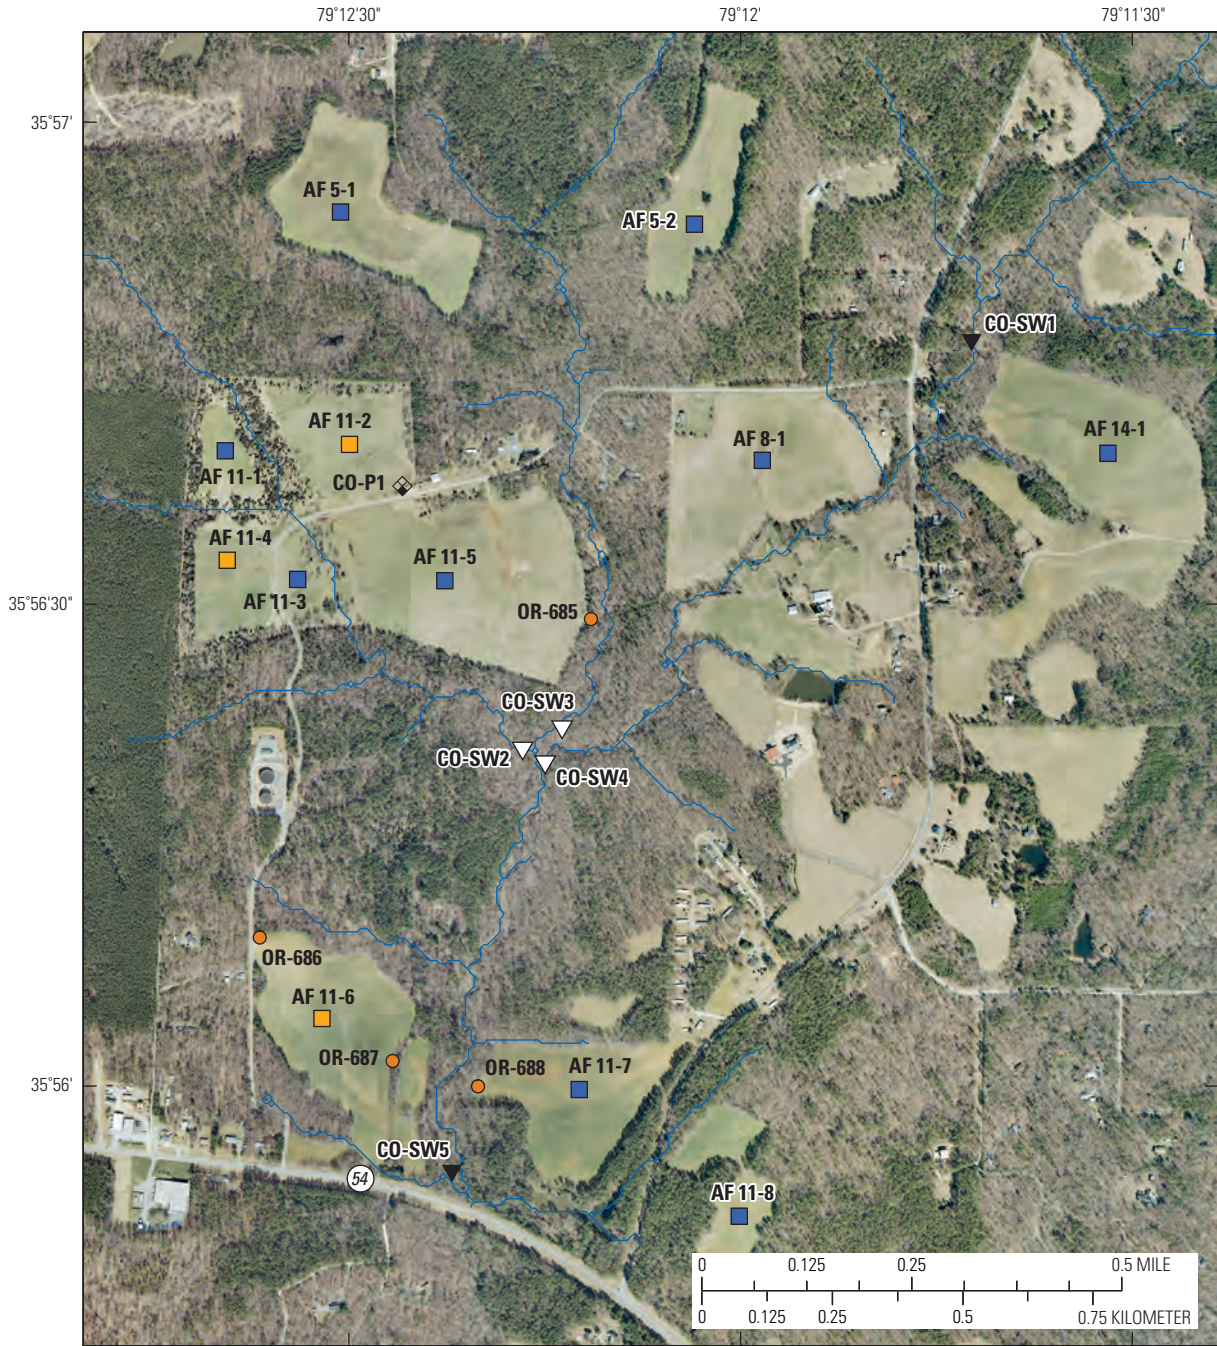 79°12'30" 79°12' 79°11'30"
35°57'
AF 5-1
AF 5-2
CO-SW1
AF 11-2
AF 8-1
AF 14-1
AF 11-1
CO-P1
AF 11-4
AF 11-5
AF 11-3
35°56'30"
OR-685
CO-SW3
CO-SW2
CO-SW4
OR-686
AF 11-6
OR-687
OR-688
AF 11-7
35°56'
CO-SW5
54
AF 11-8
0 0.125 0.25 0.5 MILE
0 0.125 0.25 0.5 0.75 KILOMETER